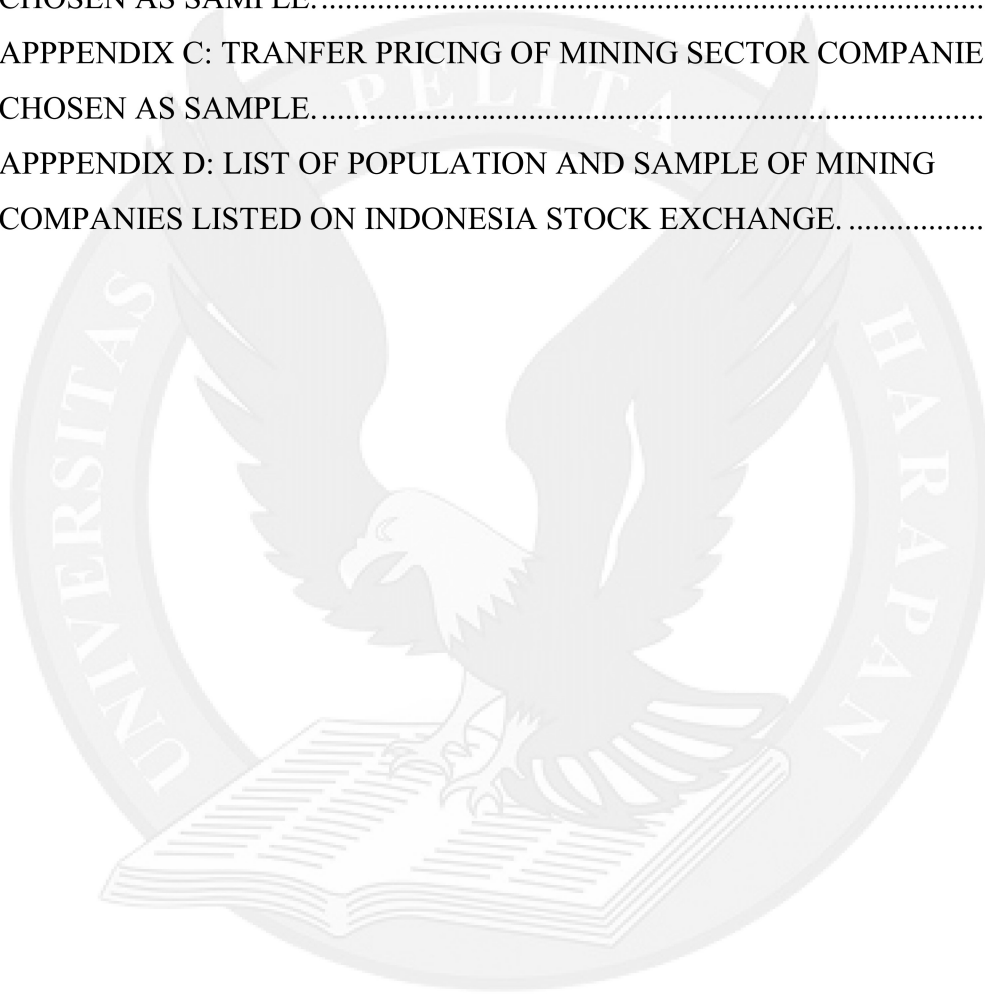 CHOSEN AS SAMPLE. ................................................................................
APPPENDIX C: TRANFER PRICING OF MINING SECTOR COMPANIE
CHOSEN AS SAMPLE. ................................................................................
APPPENDIX D: LIST OF POPULATION AND SAMPLE OF MINING
COMPANIES LISTED ON INDONESIA STOCK EXCHANGE. .................
UNIVERSITAS PELITA HARAPAN